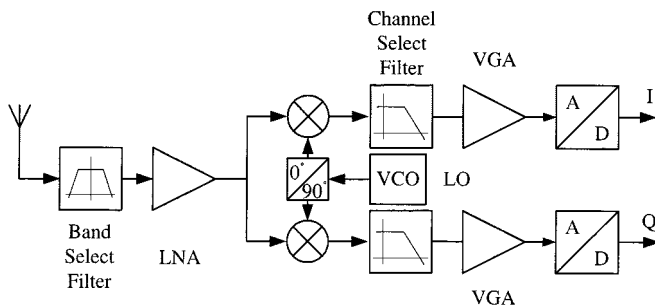 Channel
Select
Filter
VGA
A
D
I
0°
90°
VCO
LO
Band
Select
Filter
LNA
A
D
Q
VGA